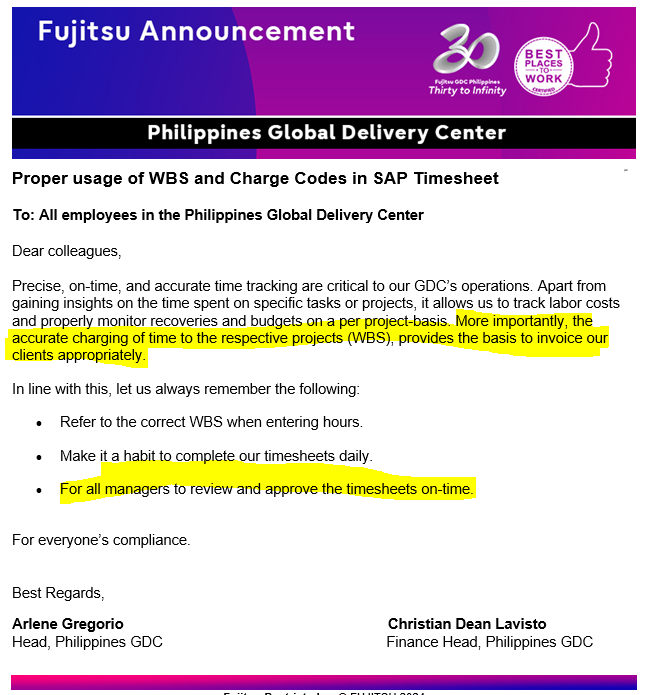 Fujitsu Announcement
30
Fujitsu GDC Philippines
Thirty to Infinity
BEST
PLACES
TO
WORK
CERTIFIED
Philippines Global Delivery Center
Proper usage of WBS and Charge Codes in SAP Timesheet
To: All employees in the Philippines Global Delivery Center
Dear colleagues,
Precise, on-time, and accurate time tracking are critical to our GDC’s operations. Apart from
gaining insights on the time spent on specific tasks or projects, it allows us to track labor costs
and properly monitor recoveries and budgets on a per project-basis. More importantly, the
accurate charging of time to the respective projects (WBS), provides the basis to invoice our
clients appropriately.
In line with this, let us always remember the following:
• Refer to the correct WBS when entering hours.
• Make it a habit to complete our timesheets daily.
• For all managers to review and approve the timesheets on-time.
For everyone’s compliance.
Best Regards,
Arlene Gregorio Christian Dean Lavisto
Head, Philippines GDC Finance Head, Philippines GDC